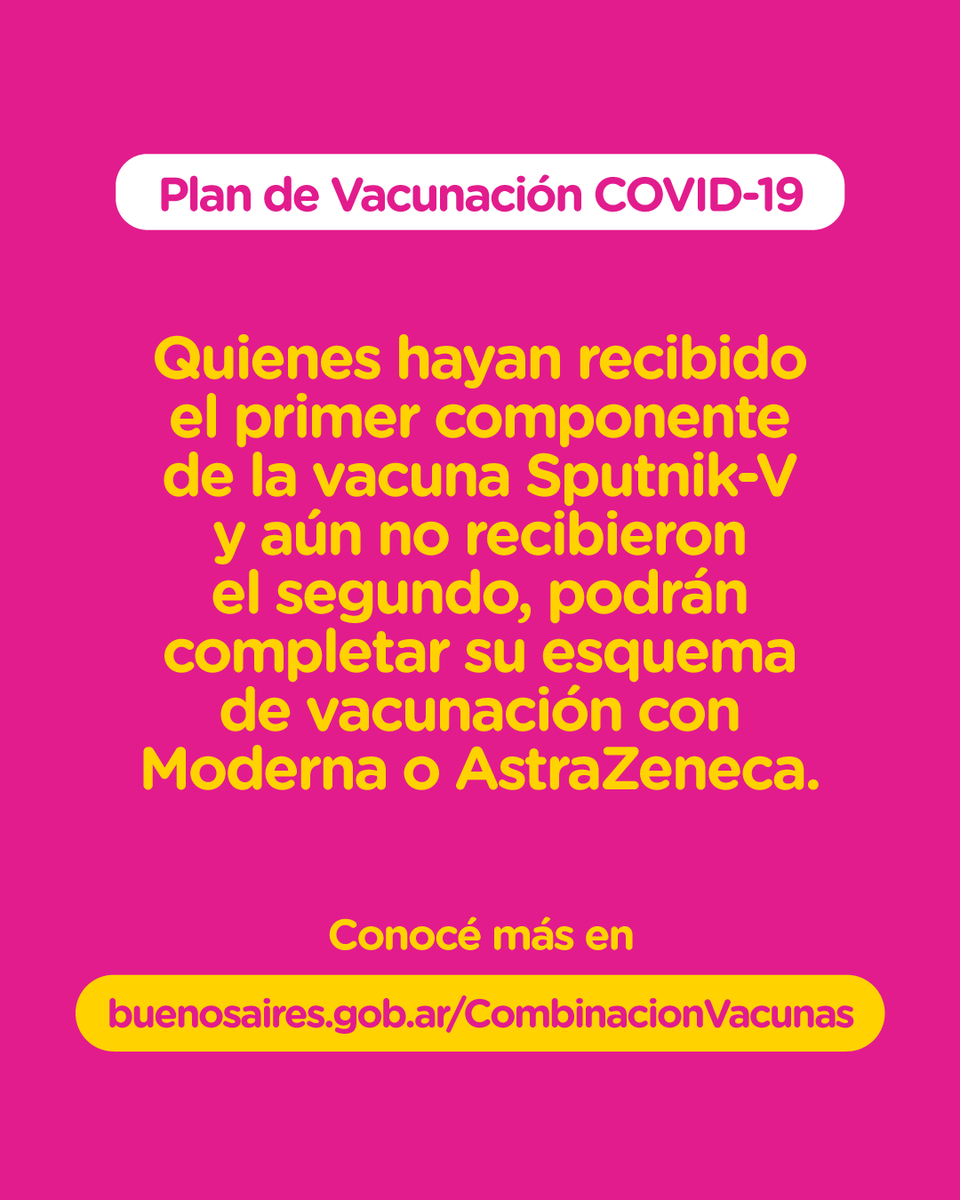 Plan de Vacunación COVID-19
Quienes hayan recibido
el primer componente
de la vacuna Sputnik-V
y aún no recibieron
el segundo, podrán
completar su esquema
de vacunación con
Moderna o AstraZeneca.
Conocé más en
buenosaires.gob.ar/CombinacionVacunas